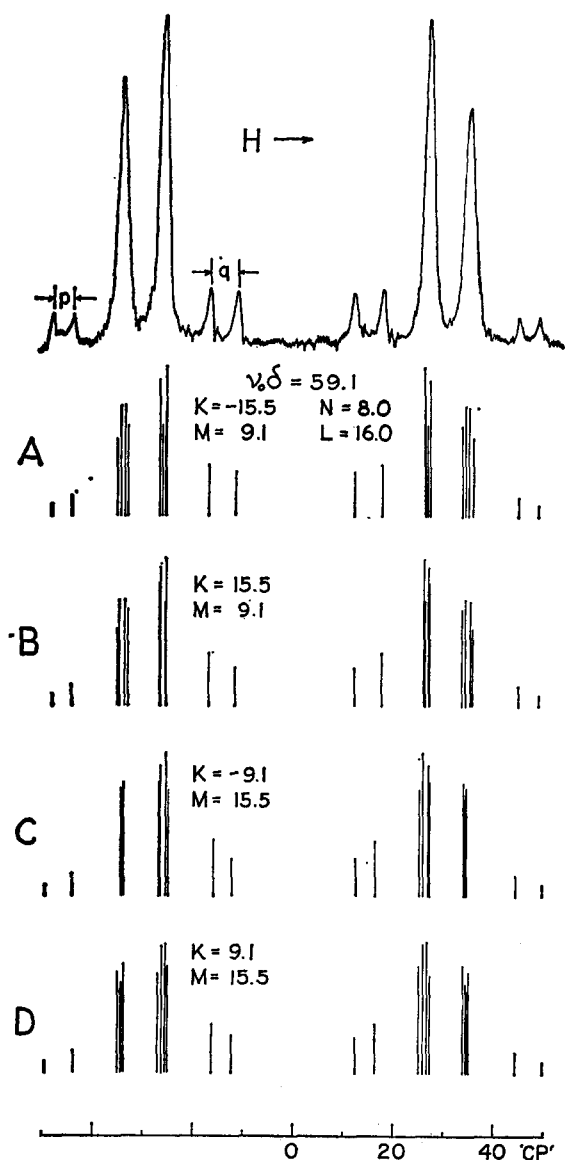 H →
p
q
ν₀δ = 59.1
K = -15.5 N = 8.0
M = 9.1 L = 16.0
A
K = 15.5
M = 9.1
B
K = -9.1
M = 15.5
C
K = 9.1
M = 15.5
D
0 20 40 'CP'